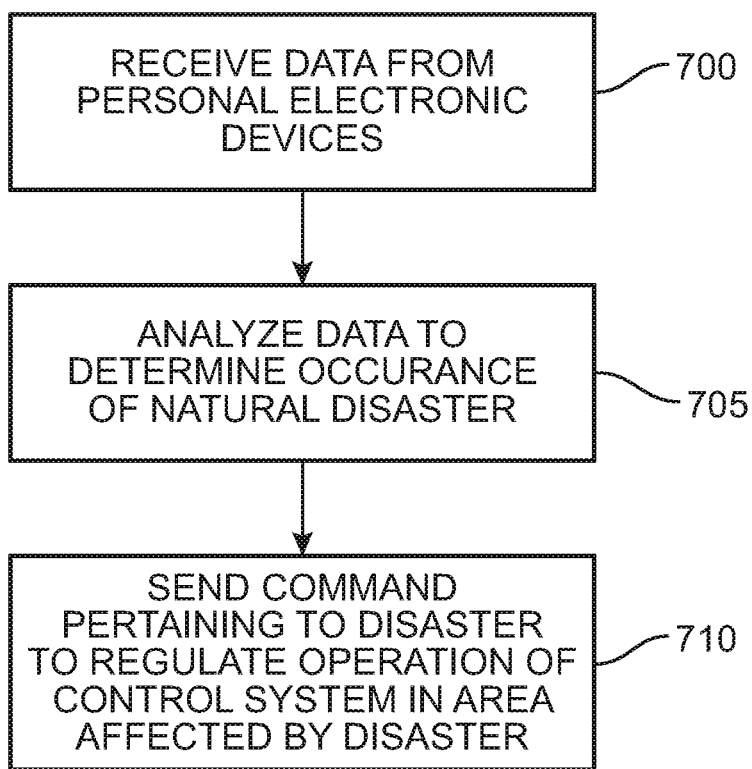 RECEIVE DATA FROM
PERSONAL ELECTRONIC
DEVICES
700
ANALYZE DATA TO
DETERMINE OCCURANCE
OF NATURAL DISASTER
705
SEND COMMAND
PERTAINING TO DISASTER
TO REGULATE OPERATION OF
CONTROL SYSTEM IN AREA
AFFECTED BY DISASTER
710